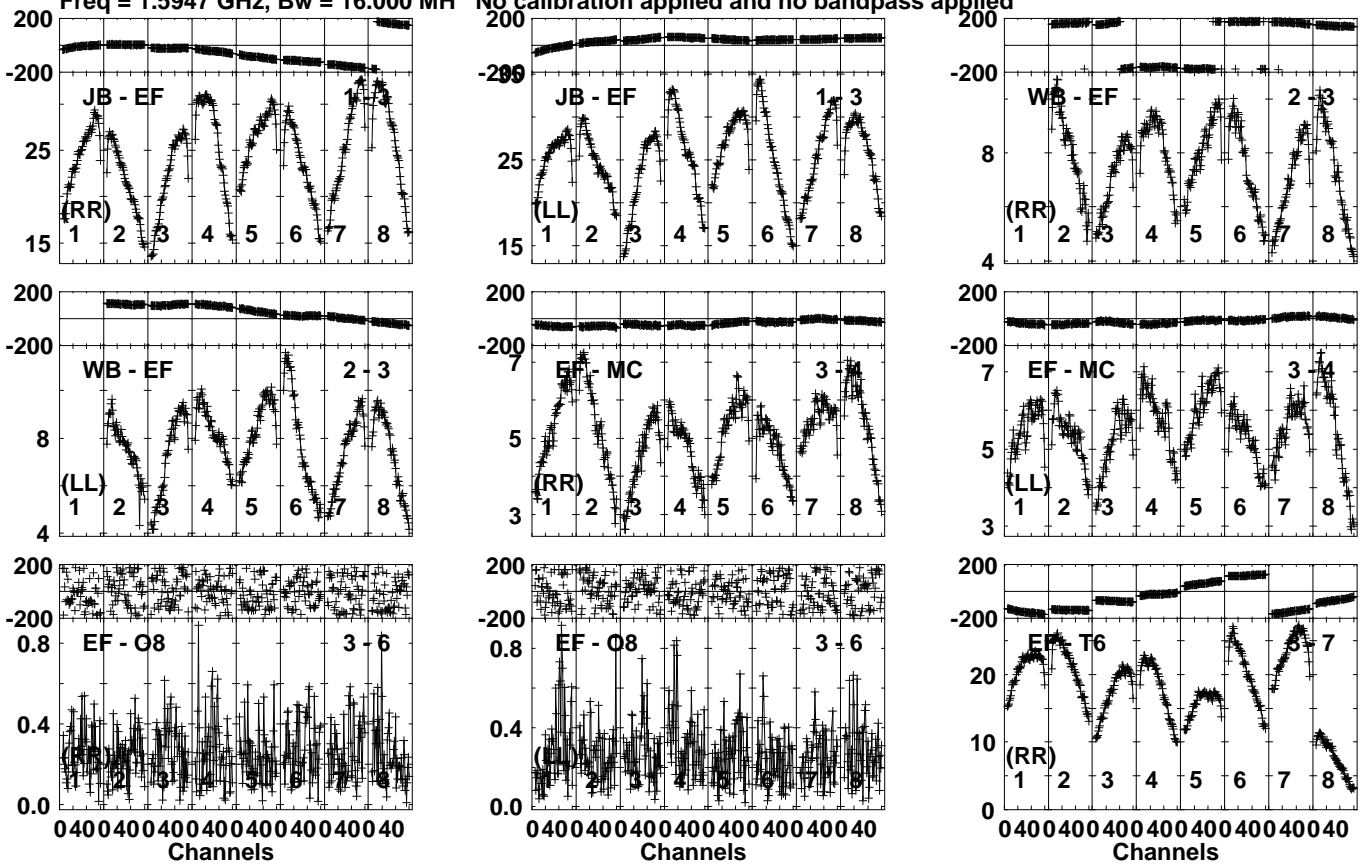 Freq = 1.5947 GHz, Bw = 16.000 MH No calibration applied and no bandpass applied
200 200 200
-200 -200 -200
35
JB - EF 1 - 3 JB - EF 1 - 3 WB - EF 2 - 3
25 25 8
(RR) (LL) (RR)
1 2 3 4 5 6 7 8 1 2 3 4 5 6 7 8 1 2 3 4 5 6 7 8
15 15 4
200 200 200
-200 -200 -200
7
WB - EF 2 - 3 EF - MC 3 - 4 EF - MC 3 - 4
7
8 5 5
(LL) (RR) (LL)
1 2 3 4 5 6 7 8 1 2 3 4 5 6 7 8 1 2 3 4 5 6 7 8
4 3 3
200 200 200
-200 -200 -200
EF - O8 3 - 6 EF - O8 3 - 6 EF - T6 3 - 7
0.8 0.8 20
0.4 0.4 10
(RR) (LL) (RR)
1 2 3 4 5 6 7 8 1 2 3 4 5 6 7 8 1 2 3 4 5 6 7 8
0.0 0.0 0
0 40 0 40 0 40 0 40 0 40 0 40 0 40 0 40 0 40 0 40 0 40 0 40 0 40 0 40 0 40 0 40 0 40 0 40 0 40 0 40 0 40 0 40 0 40 0 40
Channels Channels Channels